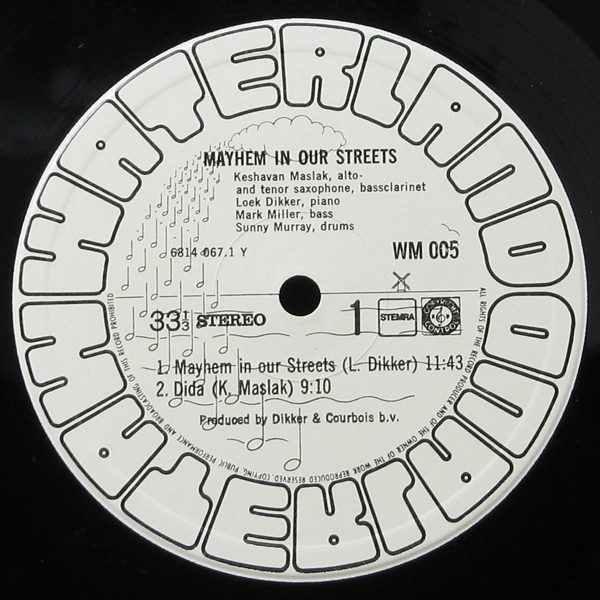 WATERLAND
MAYHEM IN OUR STREETS
Keshavan Maslak, alto-
and tenor saxophone, bassclarinet
Loek Dikker, piano
Mark Miller, bass
Sunny Murray, drums
6814 067.1 Y
WM 005
33 1/3 STEREO
1
STEMRA
1. Mayhem in our Streets (L. Dikker) 11:43
2. Dida (K. Maslak) 9:10
Produced by Dikker & Courbois b.v.
ALL RIGHTS OF THE RECORD PRODUCER AND OF THE OWNER OF THE WORK REPRODUCED RESERVED. COPYING, PUBLIC PERFORMANCE AND BROADCASTING OF THIS RECORD PROHIBITED
WATERLAND